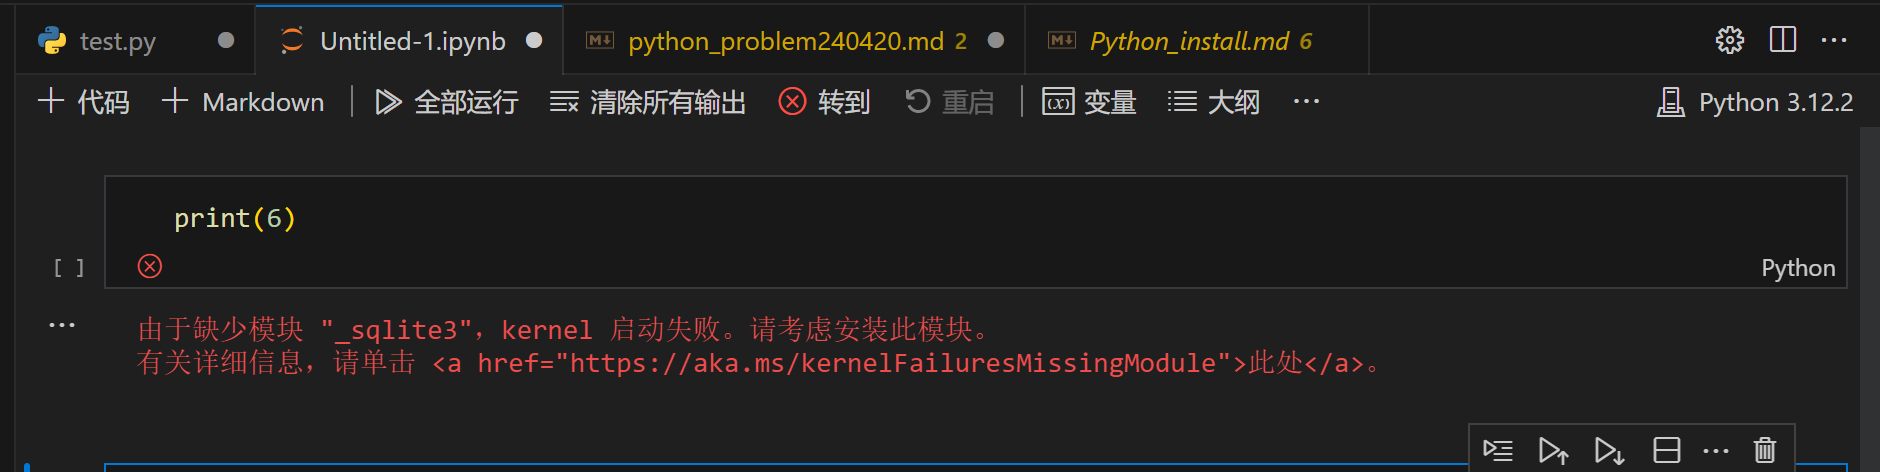 test.py Untitled-1.ipynb python_problem240420.md 2 Python_install.md 6
代码 Markdown 全部运行 清除所有输出 转到 重启 变量 大纲 ... Python 3.12.2
print(6)
[ ] Python
由于缺少模块 "_sqlite3"，kernel 启动失败。请考虑安装此模块。
有关详细信息，请单击 <a href="https://aka.ms/kernelFailuresMissingModule">此处</a>。